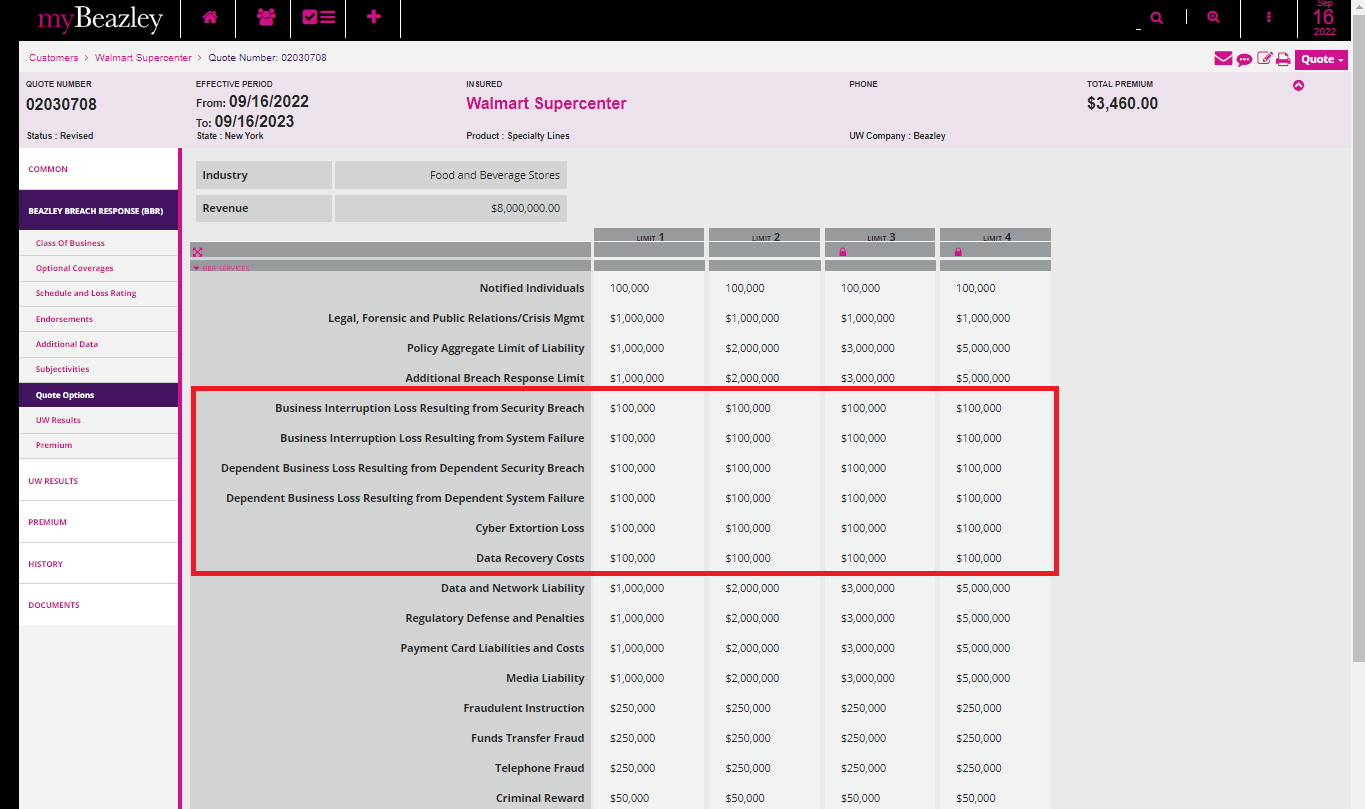 myBeazley
Sep
16
2022
Customers > Walmart Supercenter > Quote Number: 02030708
Quote
QUOTE NUMBER EFFECTIVE PERIOD INSURED PHONE TOTAL PREMIUM
02030708 From: 09/16/2022 Walmart Supercenter $3,460.00
To: 09/16/2023
Status : Revised State : New York Product : Specialty Lines UW Company : Beazley
COMMON
BEAZLEY BREACH RESPONSE (BBR)
Class Of Business
Optional Coverages
Schedule and Loss Rating
Endorsements
Additional Data
Subjectivities
Quote Options
UW Results
Premium
UW RESULTS
PREMIUM
HISTORY
DOCUMENTS
Industry Food and Beverage Stores
Revenue $8,000,000.00
LIMIT 1 LIMIT 2 LIMIT 3 LIMIT 4
BBR SERVICES
Notified Individuals 100,000 100,000 100,000 100,000
Legal, Forensic and Public Relations/Crisis Mgmt $1,000,000 $1,000,000 $1,000,000 $1,000,000
Policy Aggregate Limit of Liability $1,000,000 $2,000,000 $3,000,000 $5,000,000
Additional Breach Response Limit $1,000,000 $2,000,000 $3,000,000 $5,000,000
Business Interruption Loss Resulting from Security Breach $100,000 $100,000 $100,000 $100,000
Business Interruption Loss Resulting from System Failure $100,000 $100,000 $100,000 $100,000
Dependent Business Loss Resulting from Dependent Security Breach $100,000 $100,000 $100,000 $100,000
Dependent Business Loss Resulting from Dependent System Failure $100,000 $100,000 $100,000 $100,000
Cyber Extortion Loss $100,000 $100,000 $100,000 $100,000
Data Recovery Costs $100,000 $100,000 $100,000 $100,000
Data and Network Liability $1,000,000 $2,000,000 $3,000,000 $5,000,000
Regulatory Defense and Penalties $1,000,000 $2,000,000 $3,000,000 $5,000,000
Payment Card Liabilities and Costs $1,000,000 $2,000,000 $3,000,000 $5,000,000
Media Liability $1,000,000 $2,000,000 $3,000,000 $5,000,000
Fraudulent Instruction $250,000 $250,000 $250,000 $250,000
Funds Transfer Fraud $250,000 $250,000 $250,000 $250,000
Telephone Fraud $250,000 $250,000 $250,000 $250,000
Criminal Reward $50,000 $50,000 $50,000 $50,000